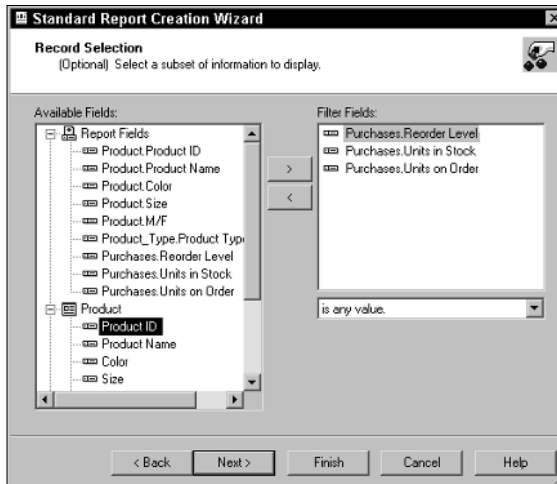 Standard Report Creation Wizard
Record Selection
(Optional) Select a subset of information to display.
Available Fields:
Report Fields
Product.Product ID
Product.Product Name
Product.Color
Product.Size
Product.M/F
Product_Type.Product Type
Purchases.Reorder Level
Purchases.Units in Stock
Purchases.Units on Order
Product
Product ID
Product Name
Color
Size
>
<
Filter Fields:
Purchases.Reorder Level
Purchases.Units in Stock
Purchases.Units on Order
is any value.
< Back
Next >
Finish
Cancel
Help